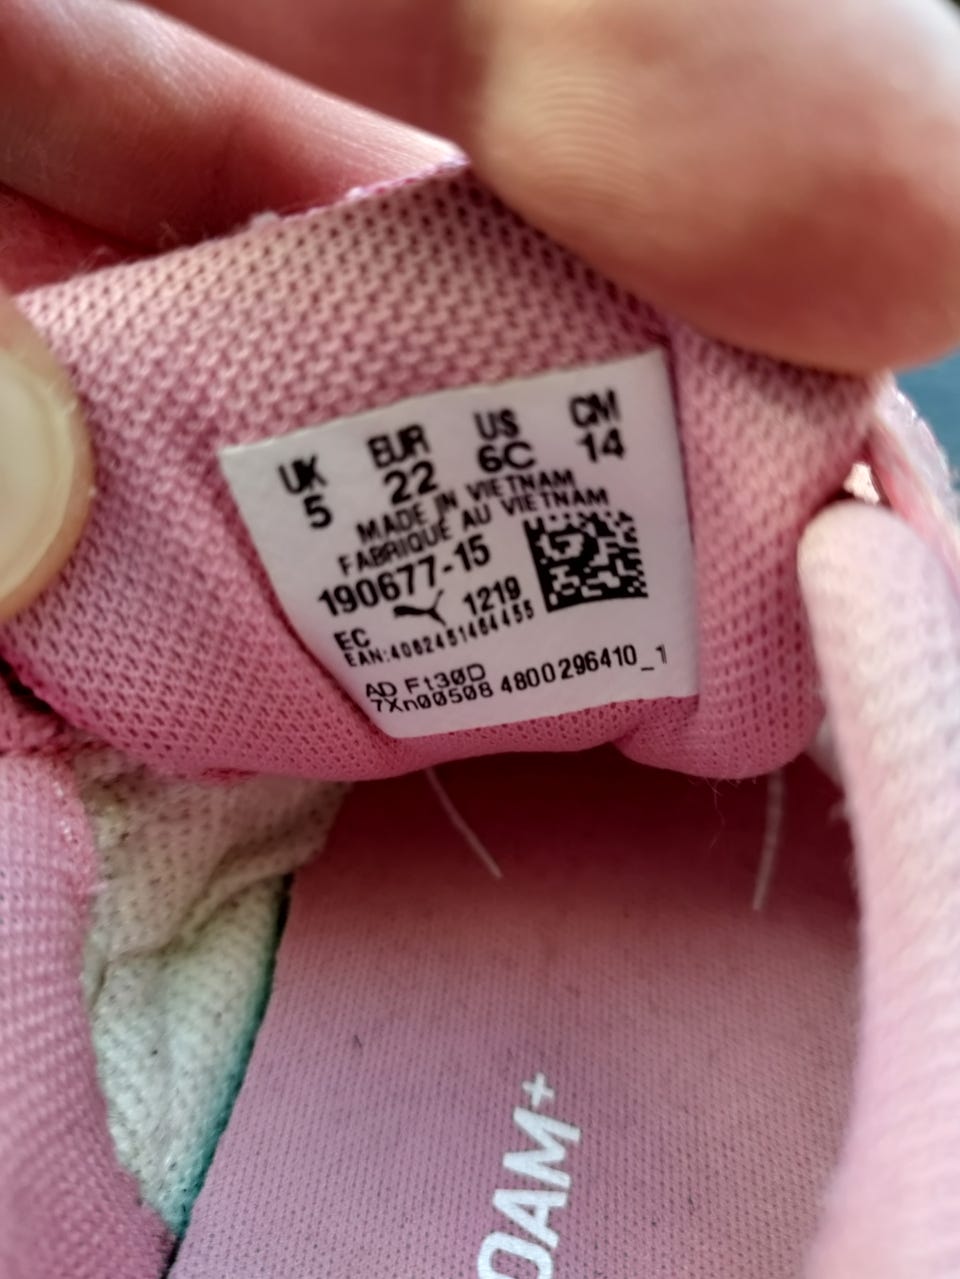 UK EUR US CM
5 22 6C 14
MADE IN VIETNAM
FABRIQUE AU VIETNAM
190677-15
1219
EC
EAN:4062451464455
AD Ft30D
7Xn00508 4800296410_1
OAM+